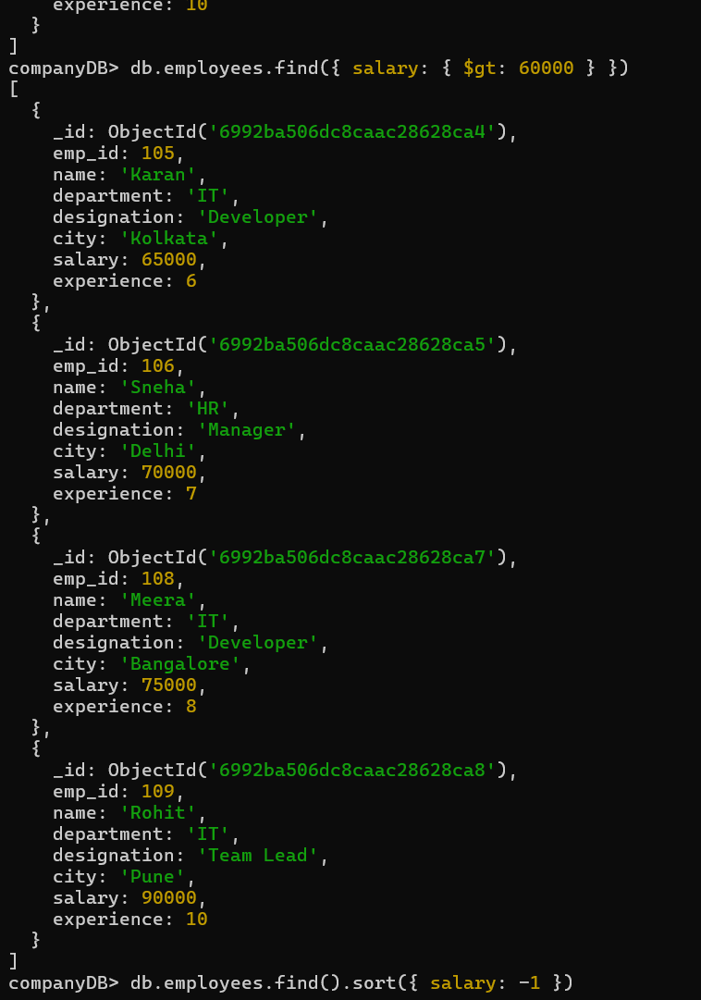 experience: 10
  }
]
companyDB> db.employees.find({ salary: { $gt: 60000 } })
[
  {
    _id: ObjectId('6992ba506dc8caac28628ca4'),
    emp_id: 105,
    name: 'Karan',
    department: 'IT',
    designation: 'Developer',
    city: 'Kolkata',
    salary: 65000,
    experience: 6
  },
  {
    _id: ObjectId('6992ba506dc8caac28628ca5'),
    emp_id: 106,
    name: 'Sneha',
    department: 'HR',
    designation: 'Manager',
    city: 'Delhi',
    salary: 70000,
    experience: 7
  },
  {
    _id: ObjectId('6992ba506dc8caac28628ca7'),
    emp_id: 108,
    name: 'Meera',
    department: 'IT',
    designation: 'Developer',
    city: 'Bangalore',
    salary: 75000,
    experience: 8
  },
  {
    _id: ObjectId('6992ba506dc8caac28628ca8'),
    emp_id: 109,
    name: 'Rohit',
    department: 'IT',
    designation: 'Team Lead',
    city: 'Pune',
    salary: 90000,
    experience: 10
  }
]
companyDB> db.employees.find().sort({ salary: -1 })